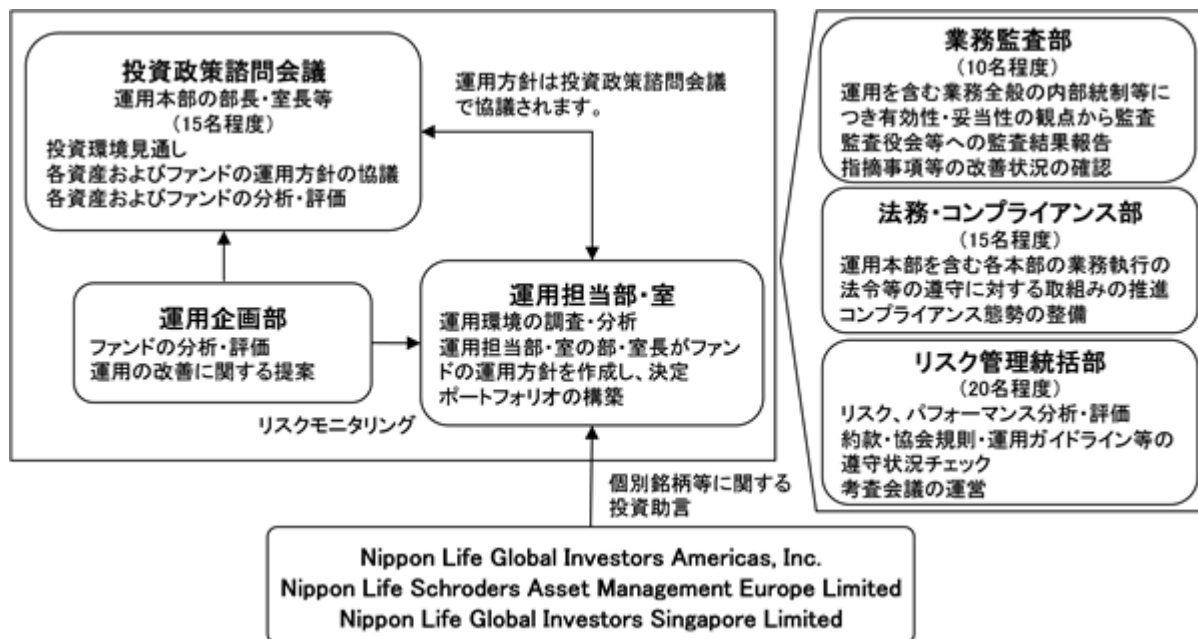 投資政策諮問会議
運用本部の部長・室長等
(15名程度)
投資環境見通し
各資産およびファンドの運用方針の協議
各資産およびファンドの分析・評価
運用方針は投資政策諮問会議
で協議されます。
運用企画部
ファンドの分析・評価
運用の改善に関する提案
リスクモニタリング
運用担当部・室
運用環境の調査・分析
運用担当部・室の部・室長がファン
ドの運用方針を作成し、決定
ポートフォリオの構築
個別銘柄等に関する
投資助言
Nippon Life Global Investors Americas, Inc.
Nippon Life Schroders Asset Management Europe Limited
Nippon Life Global Investors Singapore Limited
業務監査部
(10名程度)
運用を含む業務全般の内部統制等に
つき有効性・妥当性の観点から監査
監査役会等への監査結果報告
指摘事項等の改善状況の確認
法務・コンプライアンス部
(15名程度)
運用本部を含む各本部の業務執行の
法令等の遵守に対する取組みの推進
コンプライアンス態勢の整備
リスク管理統括部
(20名程度)
リスク、パフォーマンス分析・評価
約款・協会規則・運用ガイドライン等の
遵守状況チェック
考査会議の運営